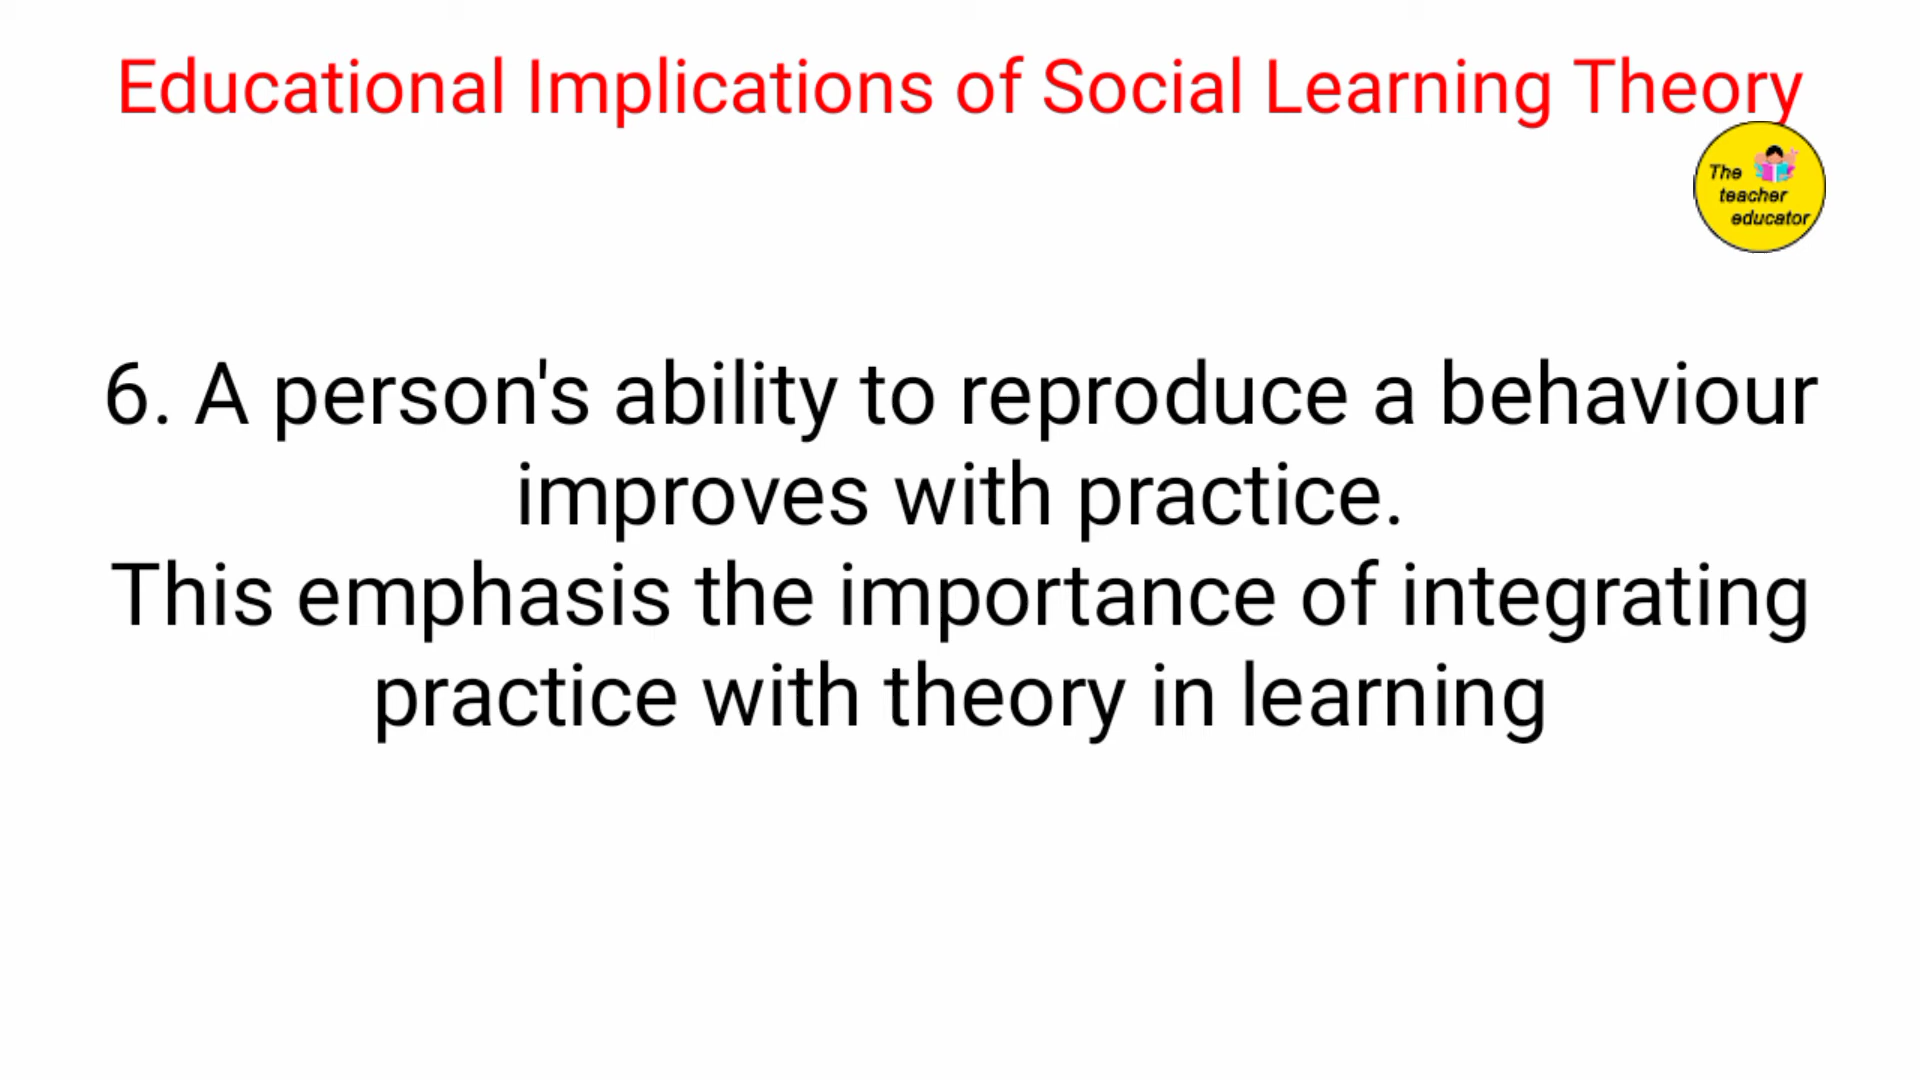 Educational Implications of Social Learning Theory
The
teacher
educator
6. A person's ability to reproduce a behaviour
improves with practice.
This emphasis the importance of integrating
practice with theory in learning